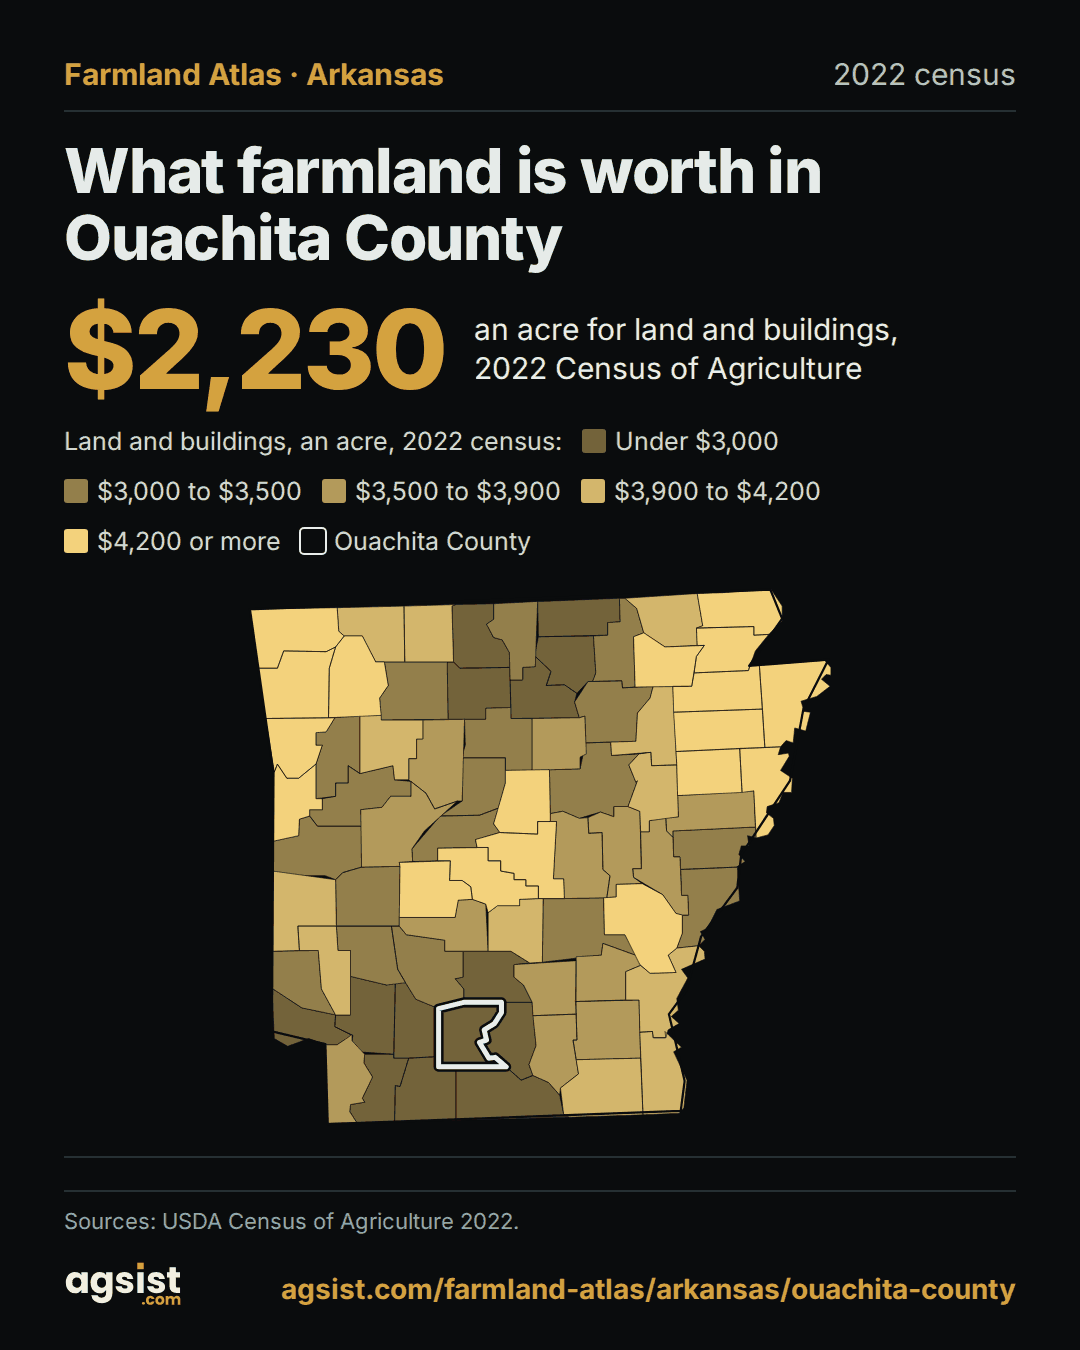 Farmland Atlas · Arkansas
2022 census
What farmland is worth in
Ouachita County
$2,230
an acre for land and buildings,
2022 Census of Agriculture
Land and buildings, an acre, 2022 census: Under $3,000
$3,000 to $3,500 $3,500 to $3,900 $3,900 to $4,200
$4,200 or more Ouachita County
Sources: USDA Census of Agriculture 2022.
agsist
.com
agsist.com/farmland-atlas/arkansas/ouachita-county